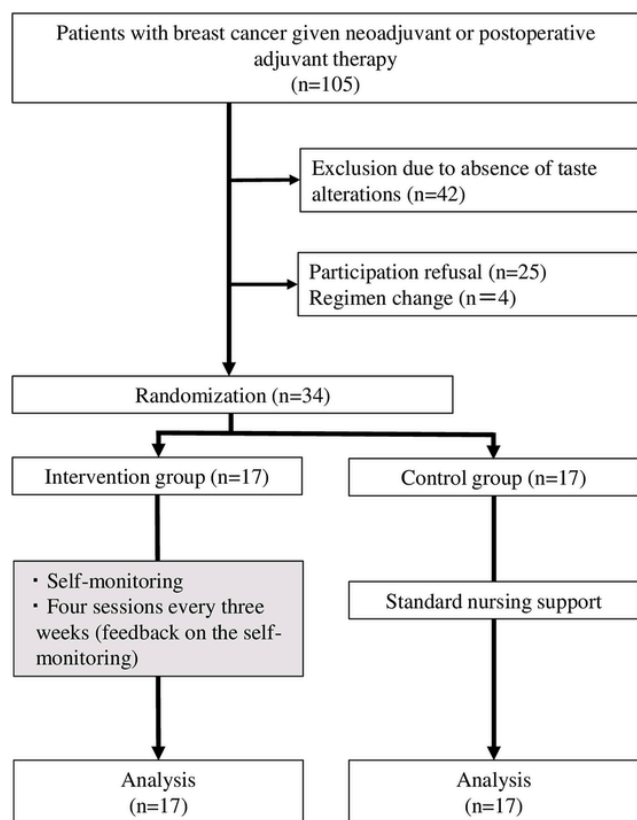 Patients with breast cancer given neoadjuvant or postoperative
adjuvant therapy
(n=105)
Exclusion due to absence of taste
alterations (n=42)
Participation refusal (n=25)
Regimen change (n＝4)
Randomization (n=34)
Intervention group (n=17)
Control group (n=17)
・Self-monitoring
・Four sessions every three
weeks (feedback on the self-
monitoring)
Standard nursing support
Analysis
(n=17)
Analysis
(n=17)